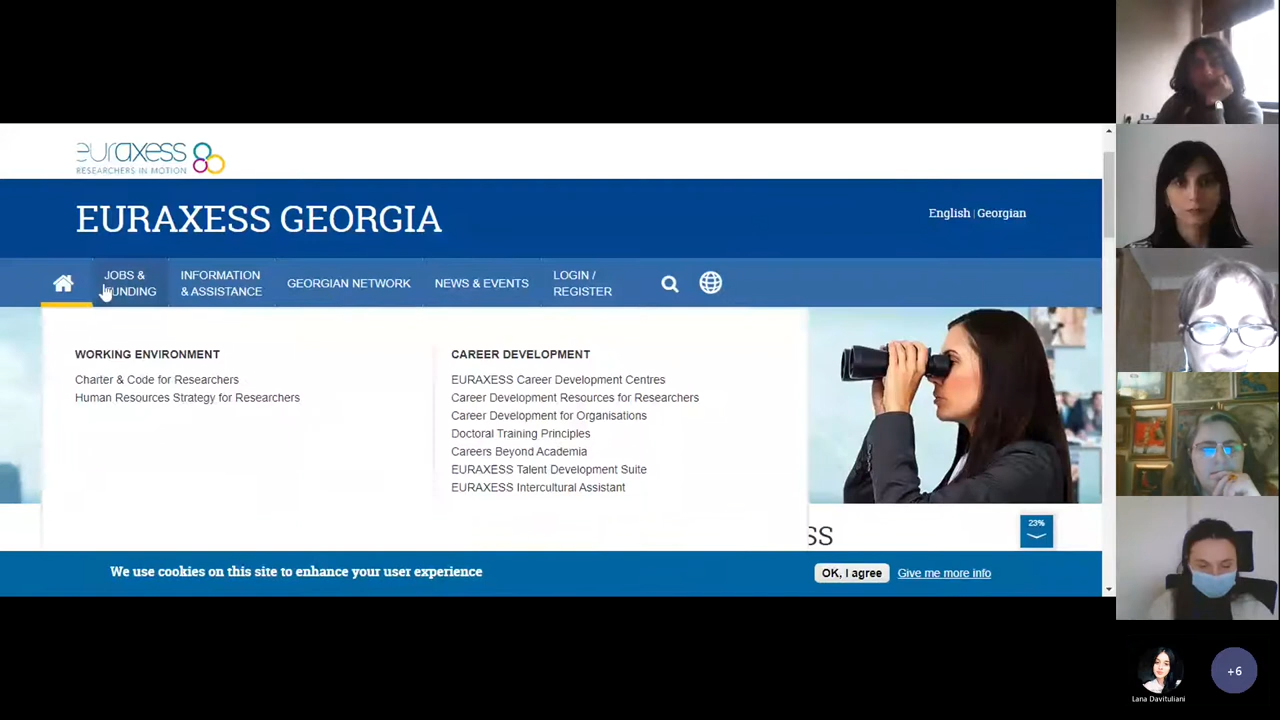 euraxess
RESEARCHERS IN MOTION
EURAXESS GEORGIA
English | Georgian
JOBS &
FUNDING
INFORMATION
& ASSISTANCE
GEORGIAN NETWORK
NEWS & EVENTS
LOGIN /
REGISTER
WORKING ENVIRONMENT
Charter & Code for Researchers
Human Resources Strategy for Researchers
CAREER DEVELOPMENT
EURAXESS Career Development Centres
Career Development Resources for Researchers
Career Development for Organisations
Doctoral Training Principles
Careers Beyond Academia
EURAXESS Talent Development Suite
EURAXESS Intercultural Assistant
SS
23%
We use cookies on this site to enhance your user experience
OK, I agree
Give me more info
Lana Davituliani
+6